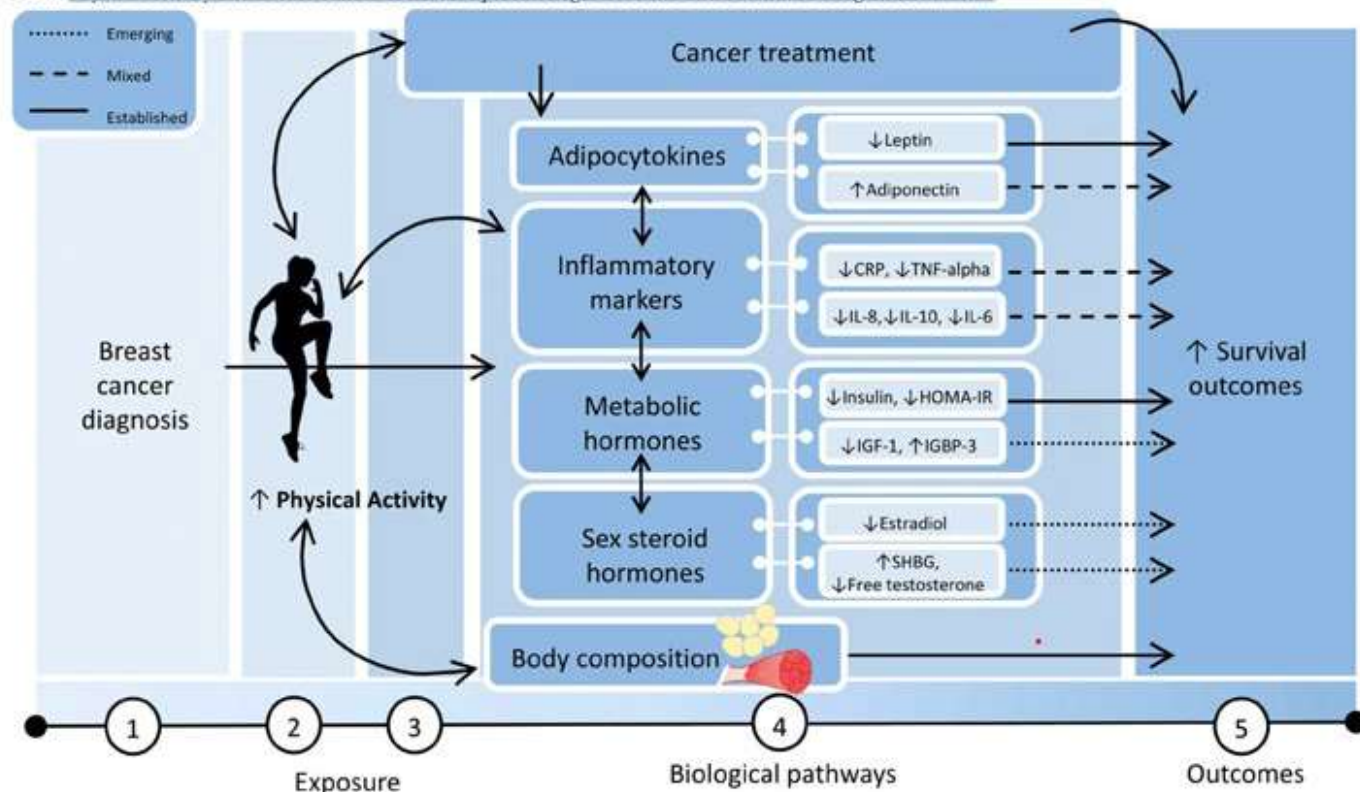 Emerging
Mixed
Established
Cancer treatment
Adipocytokines
↓Leptin
↑Adiponectin
Inflammatory
markers
↓CRP, ↓TNF-alpha
↓IL-8,↓IL-10, ↓IL-6
Breast
cancer
diagnosis
↑ Physical Activity
Metabolic
hormones
↓Insulin, ↓HOMA-IR
↓IGF-1, ↑IGBP-3
Sex steroid
hormones
↓Estradiol
↑SHBG,
↓Free testosterone
Body composition
↑ Survival
outcomes
1
2
3
4
5
Exposure
Biological pathways
Outcomes